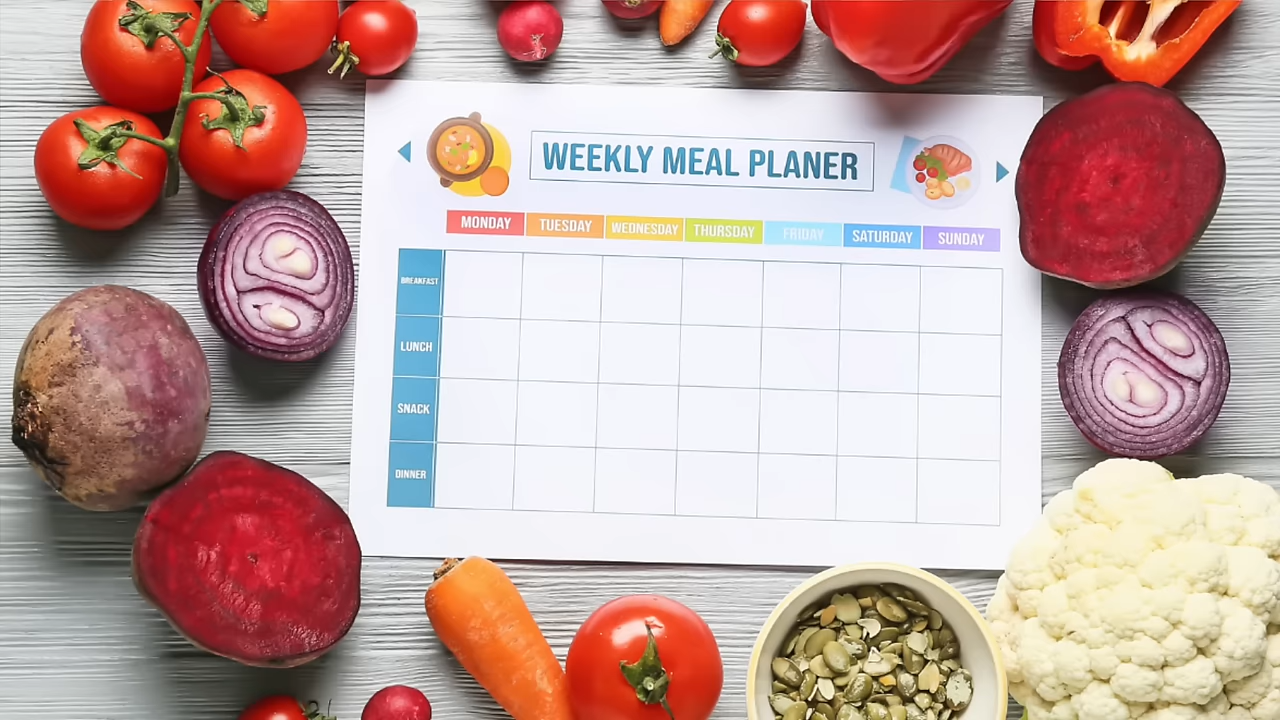 WEEKLY MEAL PLANER
MONDAY TUESDAY WEDNESDAY THURSDAY FRIDAY SATURDAY SUNDAY
BREAKFAST
LUNCH
SNACK
DINNER